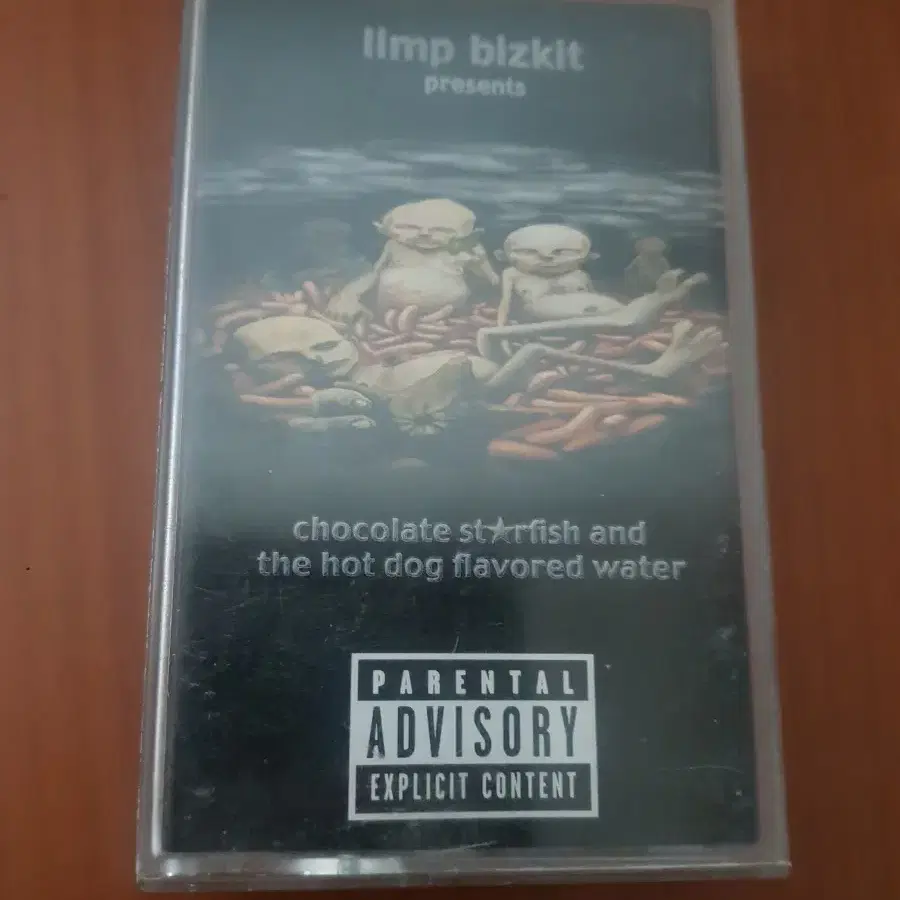 limp bizkit
presents
chocolate st★rfish and
the hot dog flavored water
PARENTAL
ADVISORY
EXPLICIT CONTENT